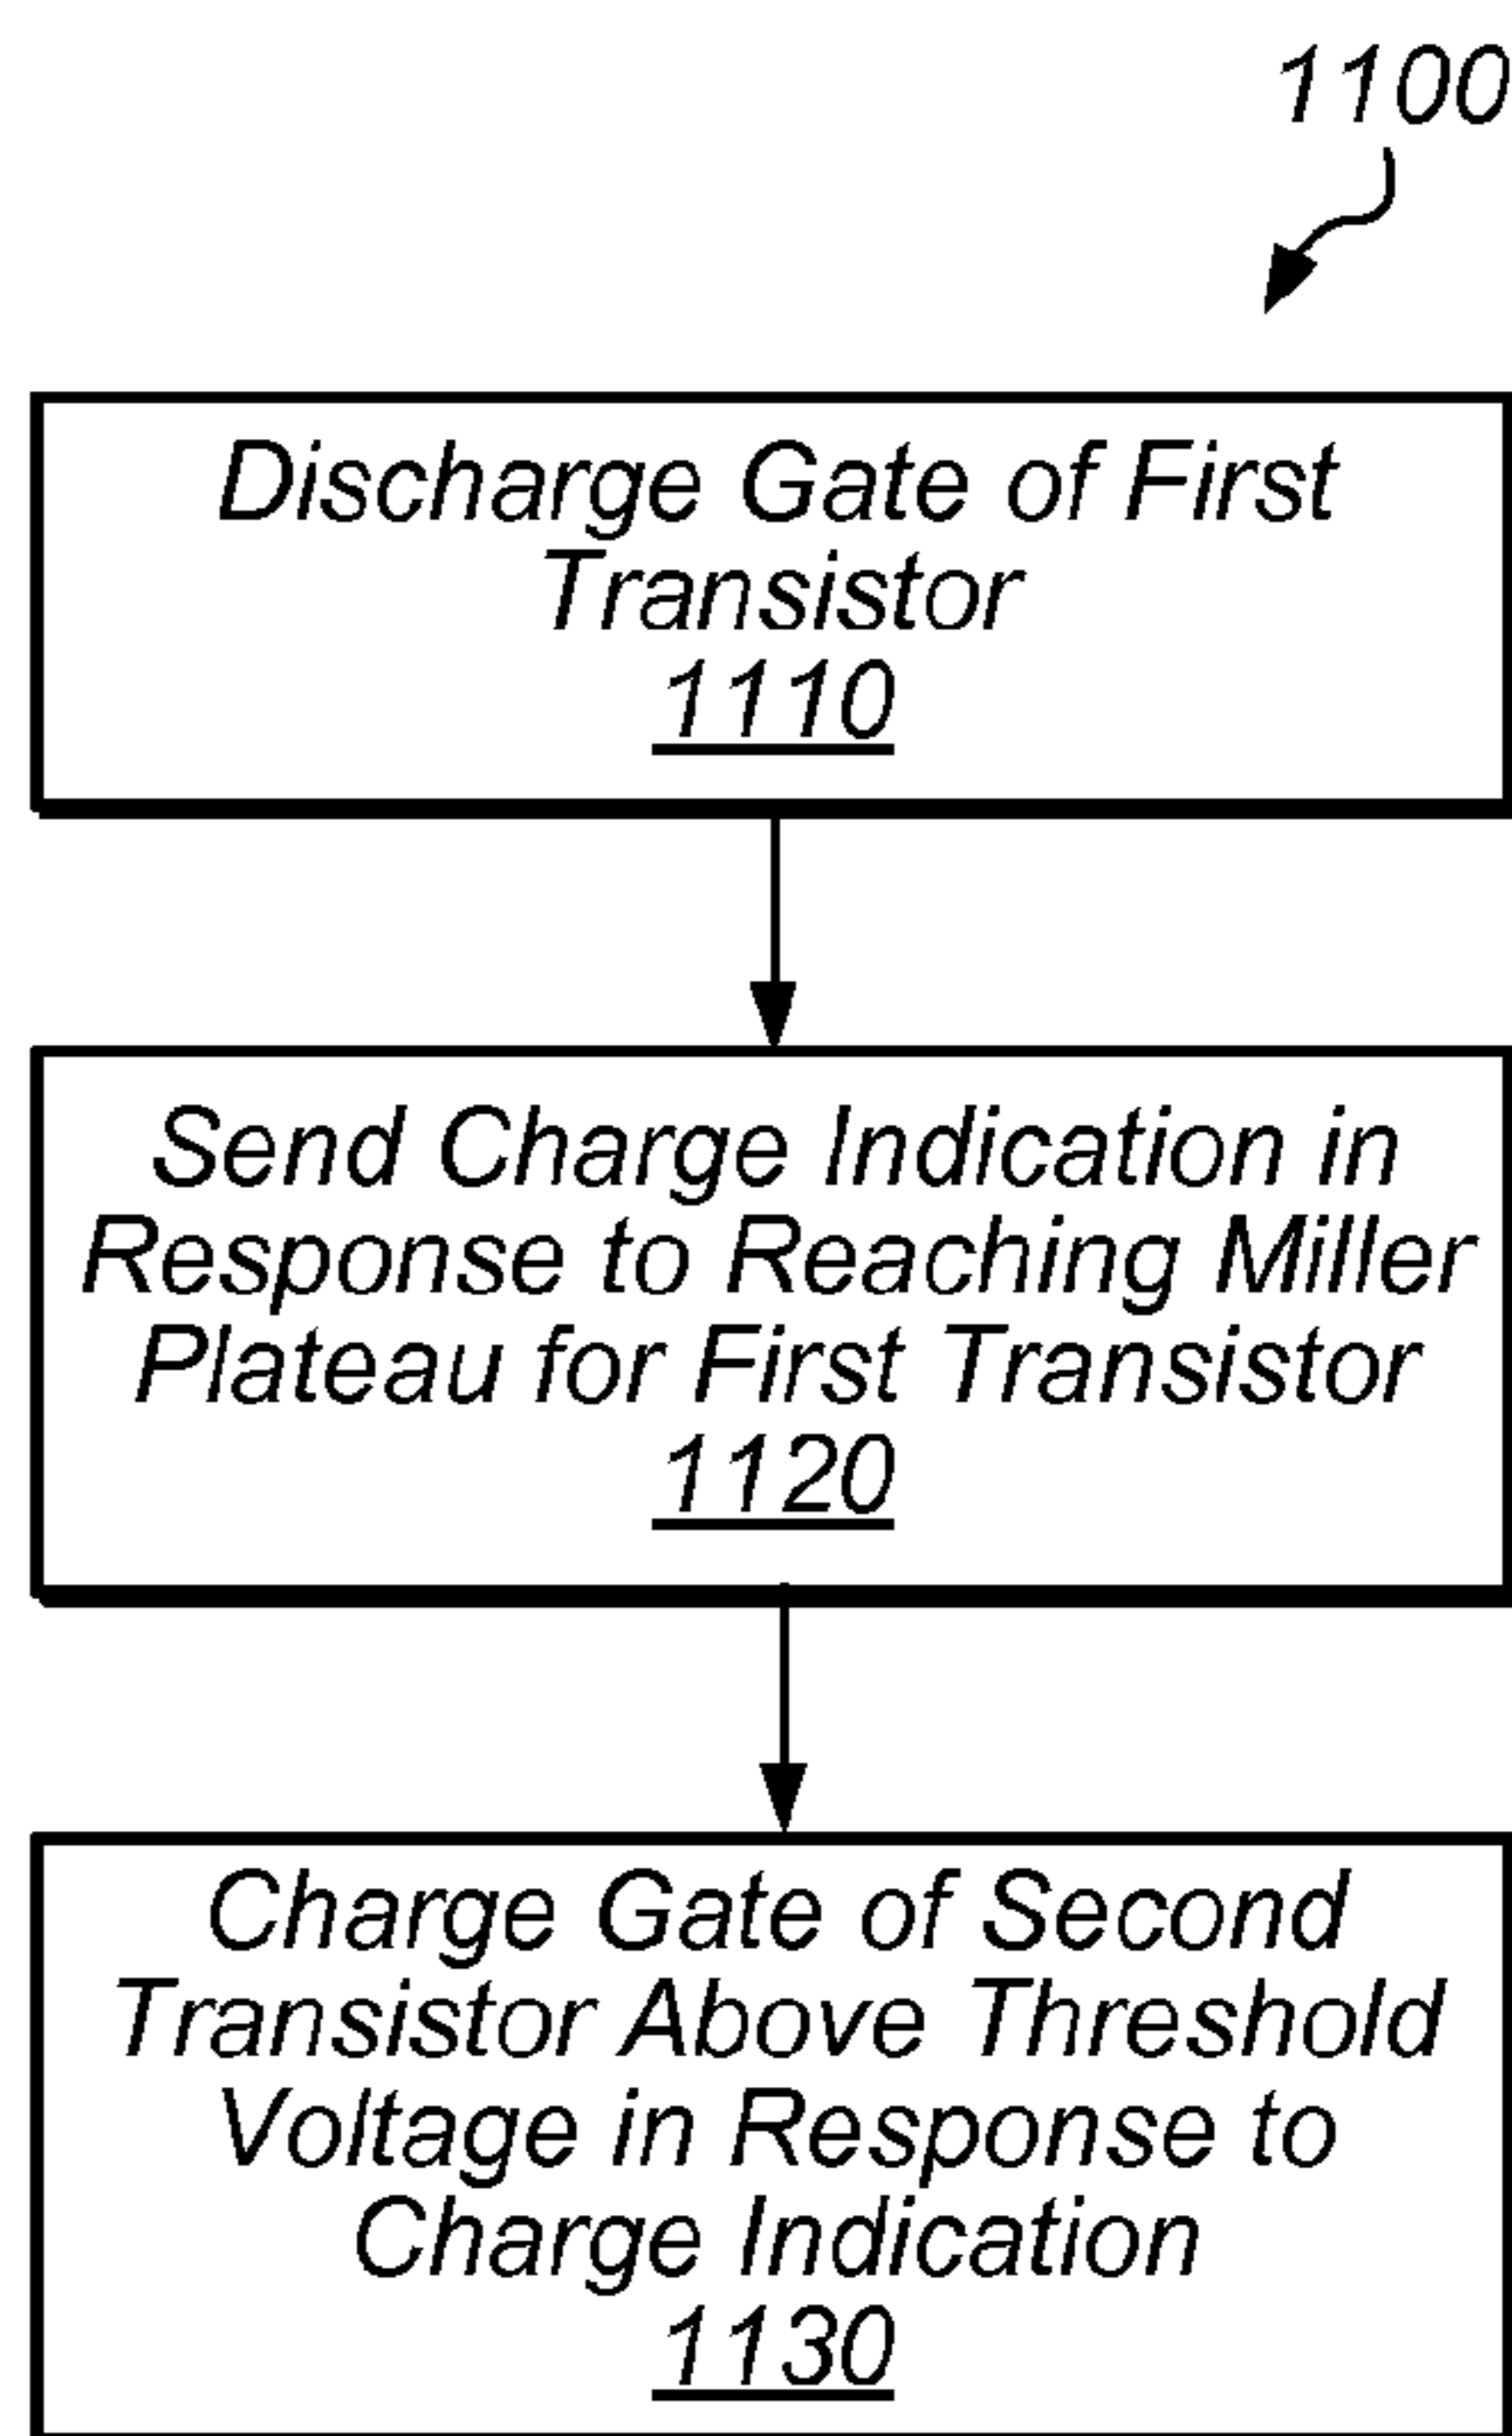 1100
Discharge Gate of First
Transistor
1110
Send Charge Indication in
Response to Reaching Miller
Plateau for First Transistor
1120
Charge Gate of Second
Transistor Above Threshold
Voltage in Response to
Charge Indication
1130